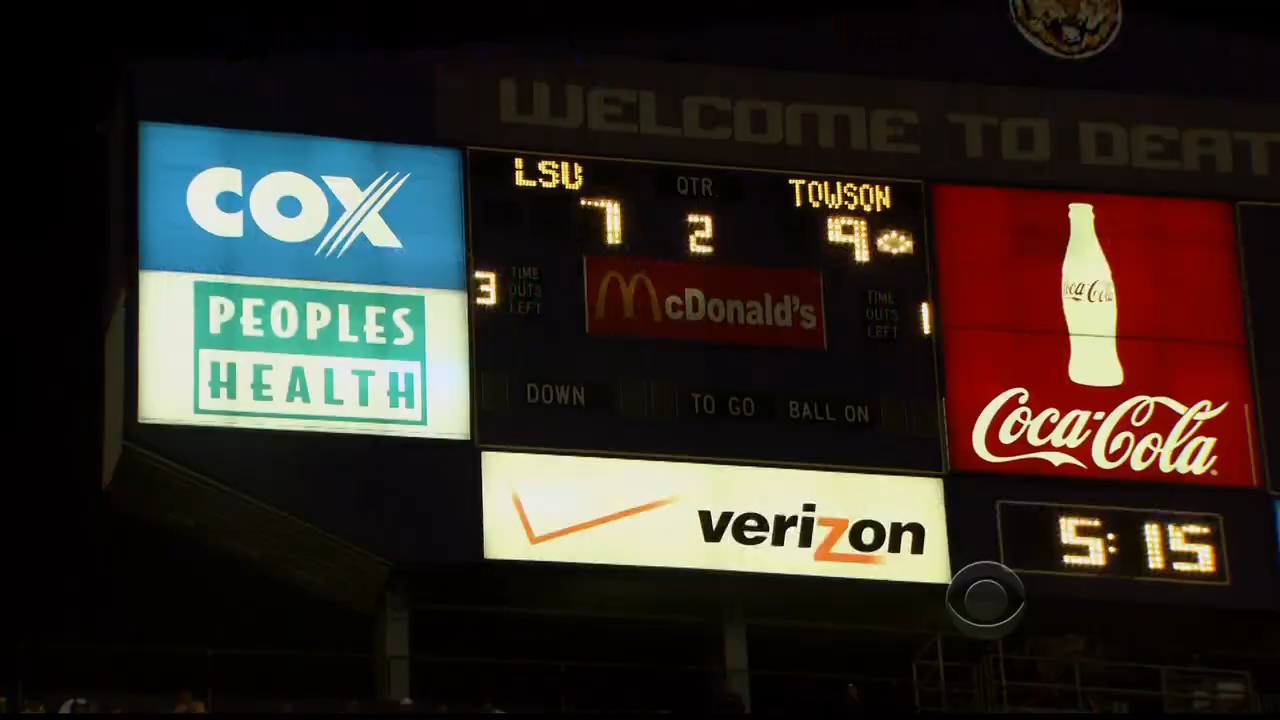 WELCOME TO DEAT
COX
PEOPLES
HEALTH
LSU QTR. TOWSON
7 2 9
3 TIME OUTS LEFT
McDonald's
TIME OUTS LEFT 1
DOWN TO GO BALL ON
verizon
Coca-Cola
Coca-Cola
5:15